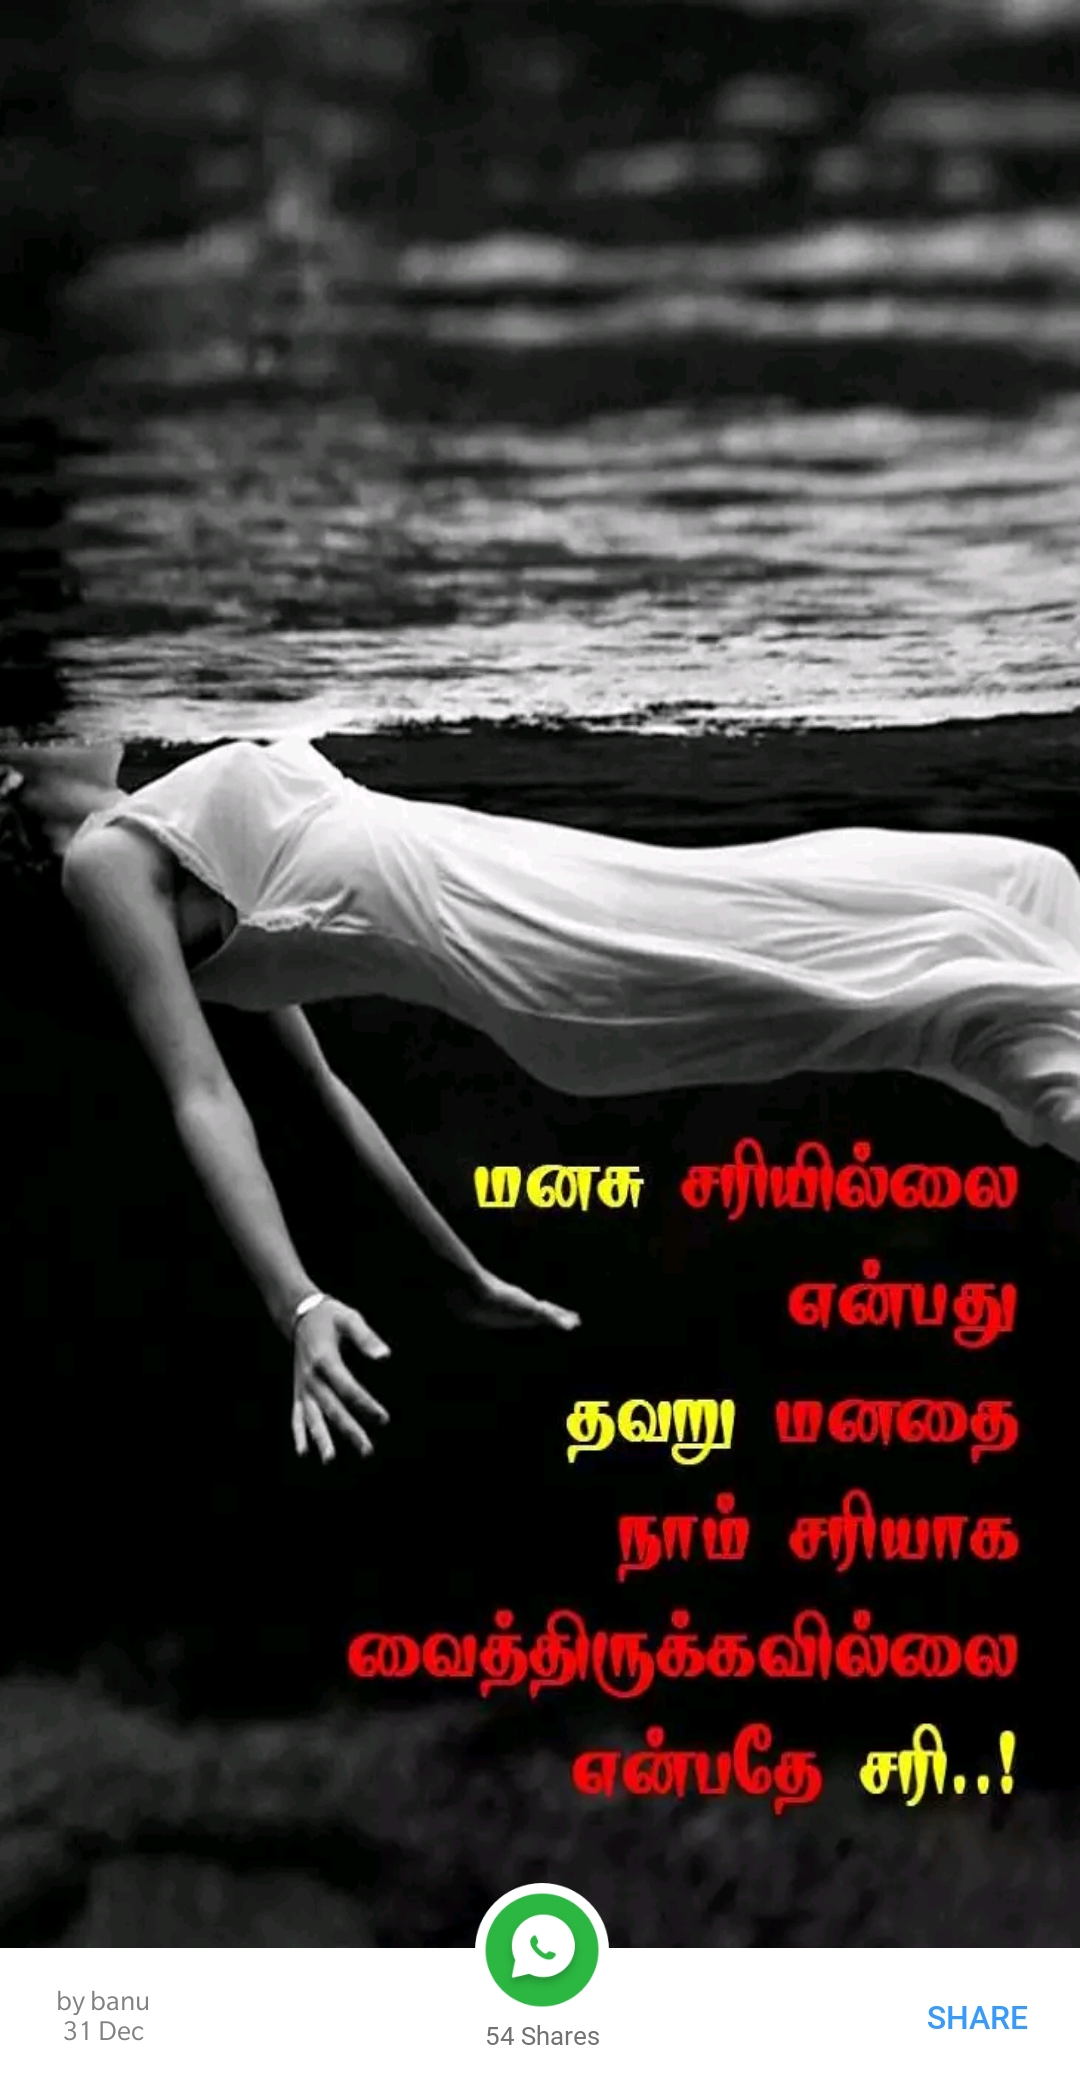 மனசு சரியில்லை
என்பது
தவறு மனதை
நாம் சரியாக
வைத்திருக்கவில்லை
என்பதே சரி..!
by banu
31 Dec
54 Shares
SHARE